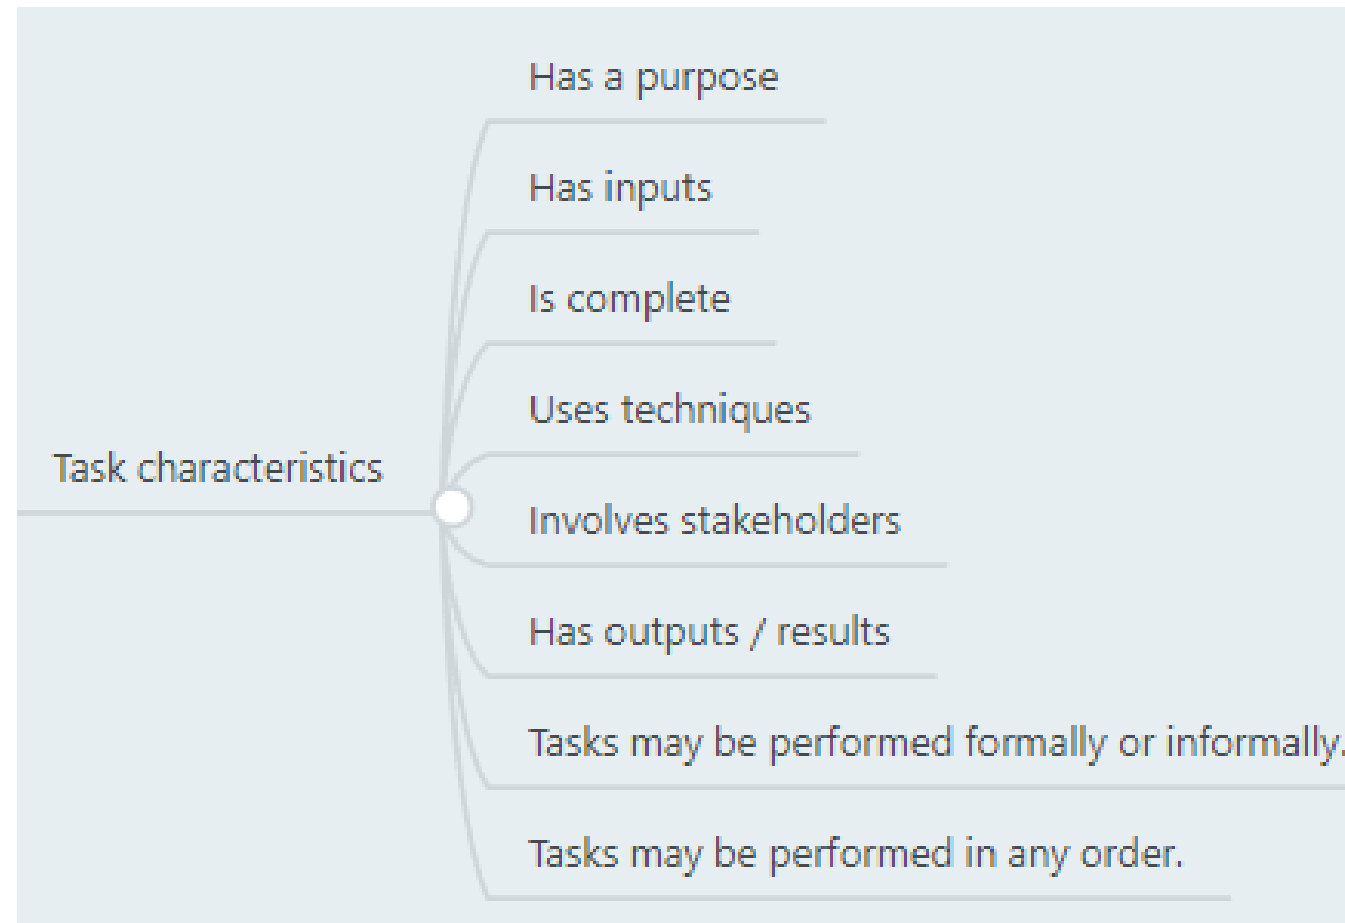 Has a purpose
Has inputs
Is complete
Uses techniques
Task characteristics
Involves stakeholders
Has outputs / results
Tasks may be performed formally or informally.
Tasks may be performed in any order.